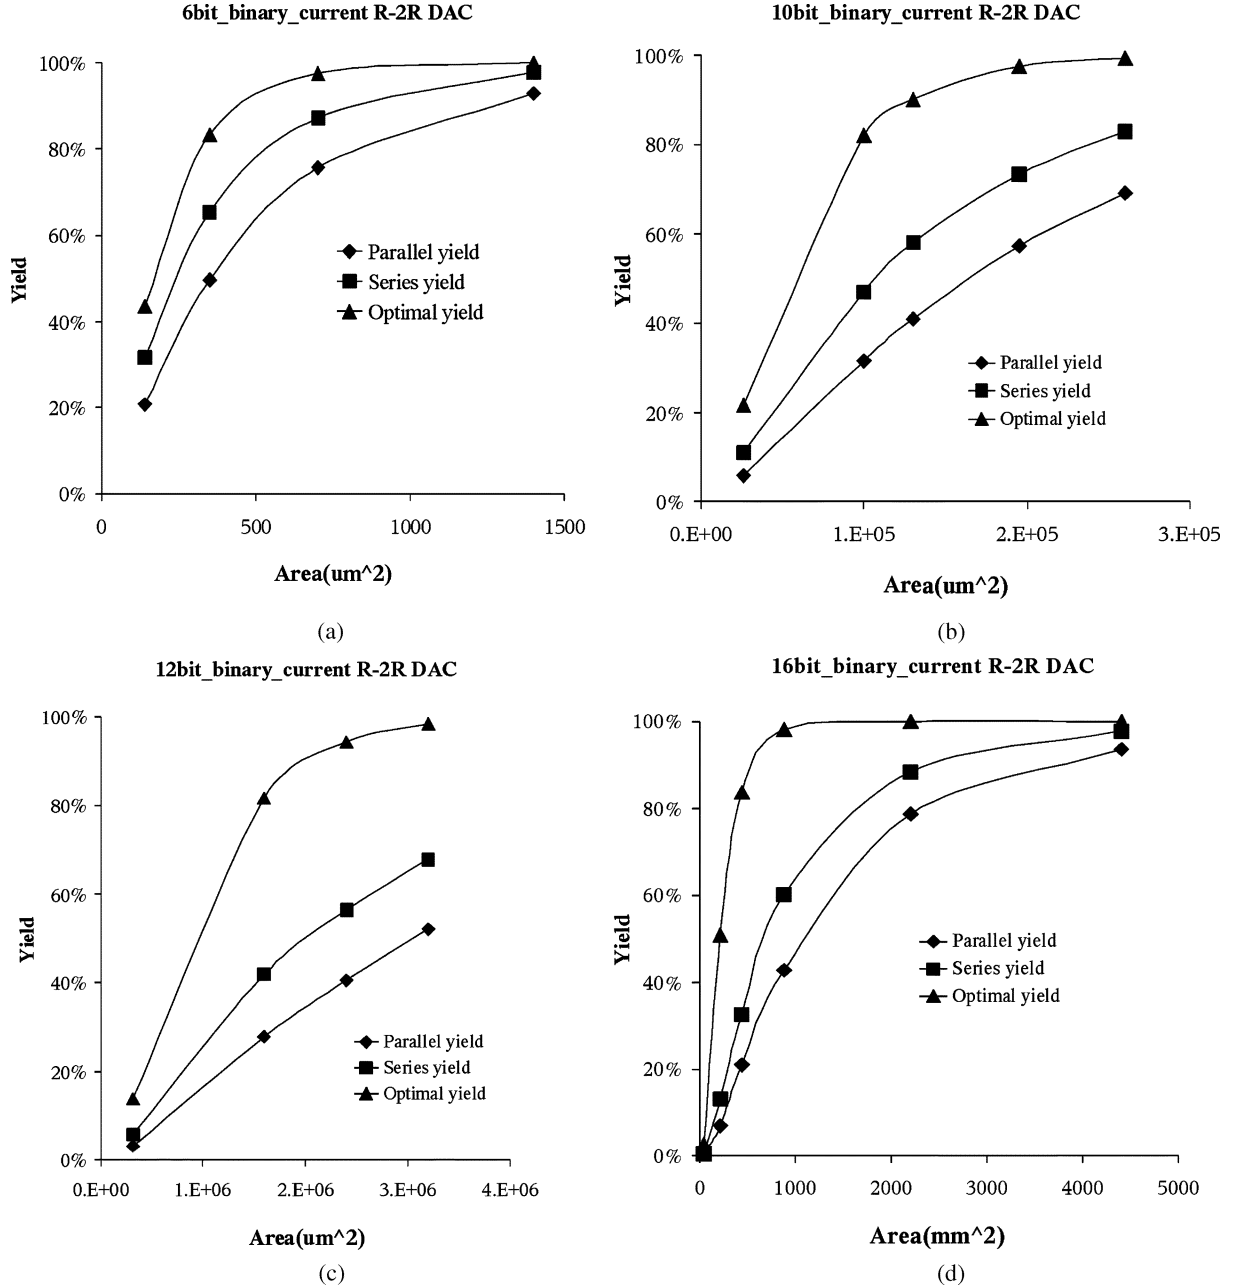 6bit_binary_current R-2R DAC
100%
80%
60%
40%
20%
0%
Yield
Parallel yield
Series yield
Optimal yield
0 500 1000 1500
Area(um^2)
(a)
10bit_binary_current R-2R DAC
100%
80%
60%
40%
20%
0%
Yield
Parallel yield
Series yield
Optimal yield
0.E+00 1.E+05 2.E+05 3.E+05
Area(um^2)
(b)
12bit_binary_current R-2R DAC
100%
80%
60%
40%
20%
0%
Yield
Parallel yield
Series yield
Optimal yield
0.E+00 1.E+06 2.E+06 3.E+06 4.E+06
Area(um^2)
(c)
16bit_binary_current R-2R DAC
100%
80%
60%
40%
20%
0%
Yield
Parallel yield
Series yield
Optimal yield
0 1000 2000 3000 4000 5000
Area(mm^2)
(d)